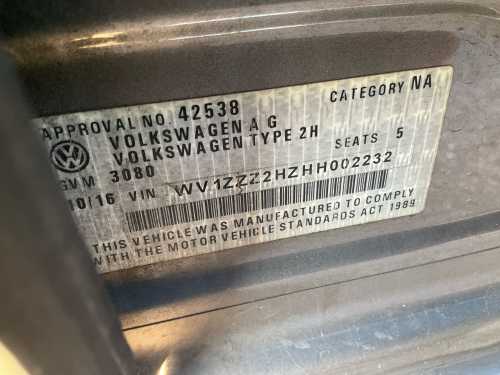 APPROVAL NO 42538 CATEGORY NA
VOLKSWAGEN AG
VOLKSWAGEN TYPE 2H SEATS 5
GVM 3080
10/16 VIN WV1ZZZ2HZHH002232
THIS VEHICLE WAS MANUFACTURED TO COMPLY
WITH THE MOTOR VEHICLE STANDARDS ACT 1989